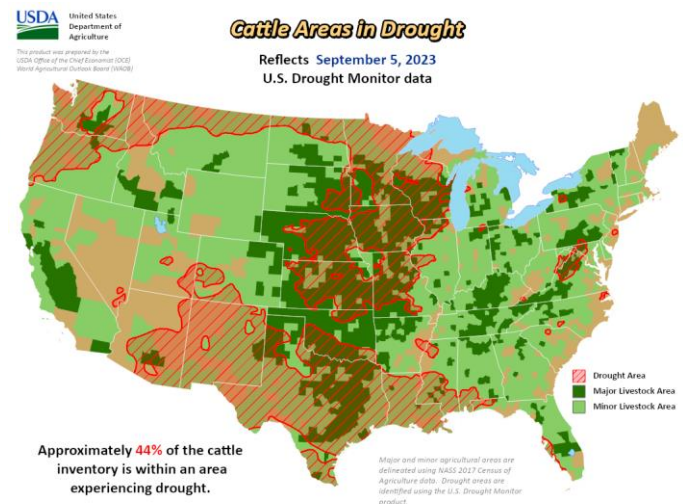 USDA
United States
Department of
Agriculture
This product was prepared by the
USDA Office of the Chief Economist (OCE)
World Agricultural Outlook Board (WAOB)
Cattle Areas in Drought
Reflects September 5, 2023
U.S. Drought Monitor data
Drought Area
Major Livestock Area
Minor Livestock Area
Approximately 44% of the cattle
inventory is within an area
experiencing drought.
Major and minor agricultural areas are
delineated using NASS 2017 Census of
Agriculture data. Drought areas are
identified using the U.S. Drought Monitor
product.